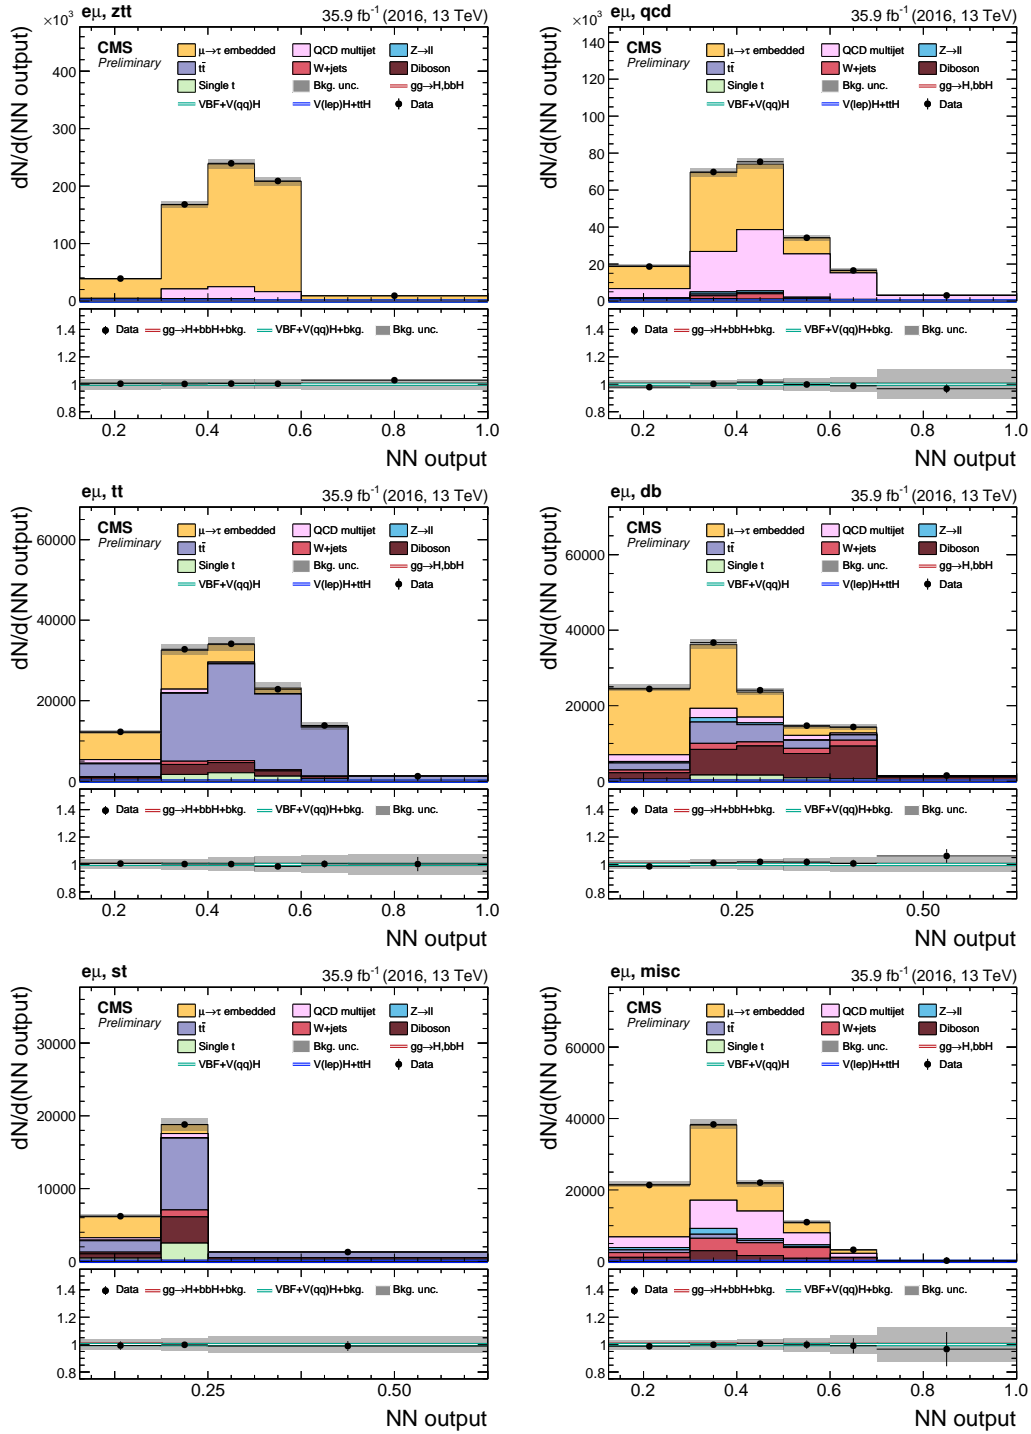 eμ, ztt 35.9 fb⁻¹ (2016, 13 TeV)
×10³
CMS
Preliminary
μ→τ embedded QCD multijet Z→ll
tt̄ W+jets Diboson
Single t Bkg. unc. gg→H,bbH
VBF+V(qq)H V(lep)H+ttH Data
dN/d(NN output)
400
300
200
100
0
Data gg→H+bbH+bkg. VBF+V(qq)H+bkg. Bkg. unc.
1.4
1.2
1
0.8
0.2 0.4 0.6 0.8 1.0
NN output
eμ, qcd 35.9 fb⁻¹ (2016, 13 TeV)
×10³
CMS
Preliminary
μ→τ embedded QCD multijet Z→ll
tt̄ W+jets Diboson
Single t Bkg. unc. gg→H,bbH
VBF+V(qq)H V(lep)H+ttH Data
dN/d(NN output)
140
120
100
80
60
40
20
0
Data gg→H+bbH+bkg. VBF+V(qq)H+bkg. Bkg. unc.
1.4
1.2
1
0.8
0.2 0.4 0.6 0.8 1.0
NN output
eμ, tt 35.9 fb⁻¹ (2016, 13 TeV)
CMS
Preliminary
μ→τ embedded QCD multijet Z→ll
tt̄ W+jets Diboson
Single t Bkg. unc. gg→H,bbH
VBF+V(qq)H V(lep)H+ttH Data
dN/d(NN output)
60000
40000
20000
0
Data gg→H+bbH+bkg. VBF+V(qq)H+bkg. Bkg. unc.
1.4
1.2
1
0.8
0.2 0.4 0.6 0.8 1.0
NN output
eμ, db 35.9 fb⁻¹ (2016, 13 TeV)
CMS
Preliminary
μ→τ embedded QCD multijet Z→ll
tt̄ W+jets Diboson
Single t Bkg. unc. gg→H,bbH
VBF+V(qq)H V(lep)H+ttH Data
dN/d(NN output)
60000
40000
20000
0
Data gg→H+bbH+bkg. VBF+V(qq)H+bkg. Bkg. unc.
1.4
1.2
1
0.8
0.25 0.50
NN output
eμ, st 35.9 fb⁻¹ (2016, 13 TeV)
CMS
Preliminary
μ→τ embedded QCD multijet Z→ll
tt̄ W+jets Diboson
Single t Bkg. unc. gg→H,bbH
VBF+V(qq)H V(lep)H+ttH Data
dN/d(NN output)
30000
20000
10000
0
Data gg→H+bbH+bkg. VBF+V(qq)H+bkg. Bkg. unc.
1.4
1.2
1
0.8
0.25 0.50
NN output
eμ, misc 35.9 fb⁻¹ (2016, 13 TeV)
CMS
Preliminary
μ→τ embedded QCD multijet Z→ll
tt̄ W+jets Diboson
Single t Bkg. unc. gg→H,bbH
VBF+V(qq)H V(lep)H+ttH Data
dN/d(NN output)
60000
40000
20000
0
Data gg→H+bbH+bkg. VBF+V(qq)H+bkg. Bkg. unc.
1.4
1.2
1
0.8
0.2 0.4 0.6 0.8 1.0
NN output